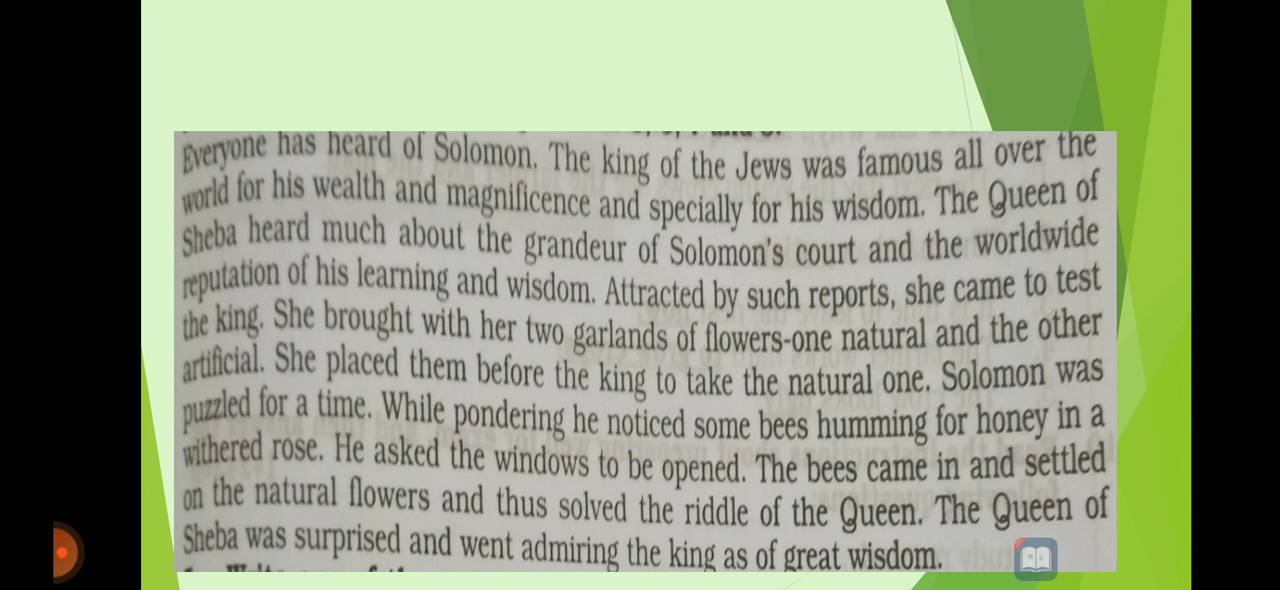 Everyone has heard of Solomon. The king of the Jews was famous all over the
world for his wealth and magnificence and specially for his wisdom. The Queen of
Sheba heard much about the grandeur of Solomon's court and the worldwide
reputation of his learning and wisdom. Attracted by such reports, she came to test
the king. She brought with her two garlands of flowers-one natural and the other
artificial. She placed them before the king to take the natural one. Solomon was
puzzled for a time. While pondering he noticed some bees humming for honey in a
withered rose. He asked the windows to be opened. The bees came in and settled
on the natural flowers and thus solved the riddle of the Queen. The Queen of
Sheba was surprised and went admiring the king as of great wisdom.